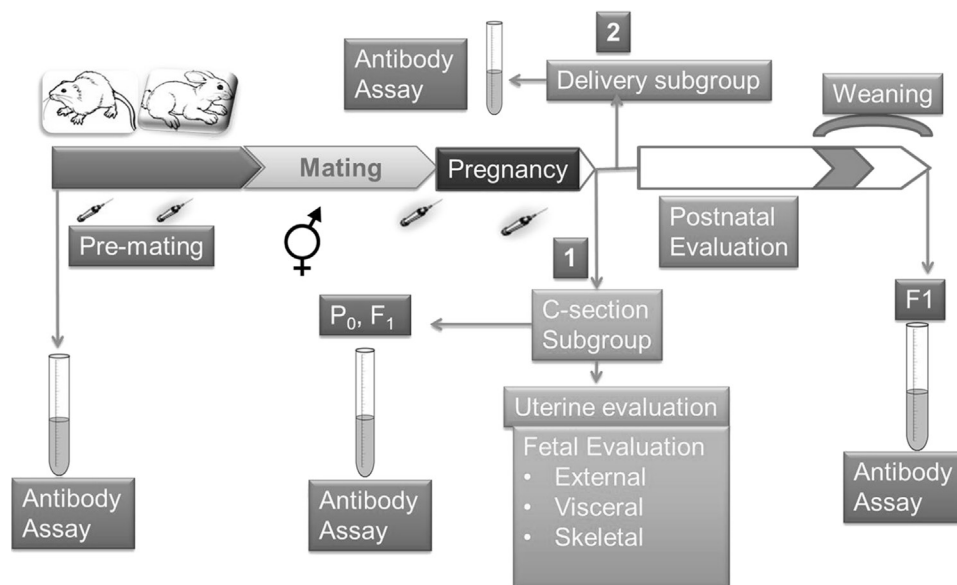 2
Antibody
Assay
Delivery subgroup
Weaning
Mating
Pregnancy
Pre-mating
Postnatal
Evaluation
1
P₀, F₁
C-section
Subgroup
F1
Uterine evaluation
Fetal Evaluation
• External
• Visceral
• Skeletal
Antibody
Assay
Antibody
Assay
Antibody
Assay